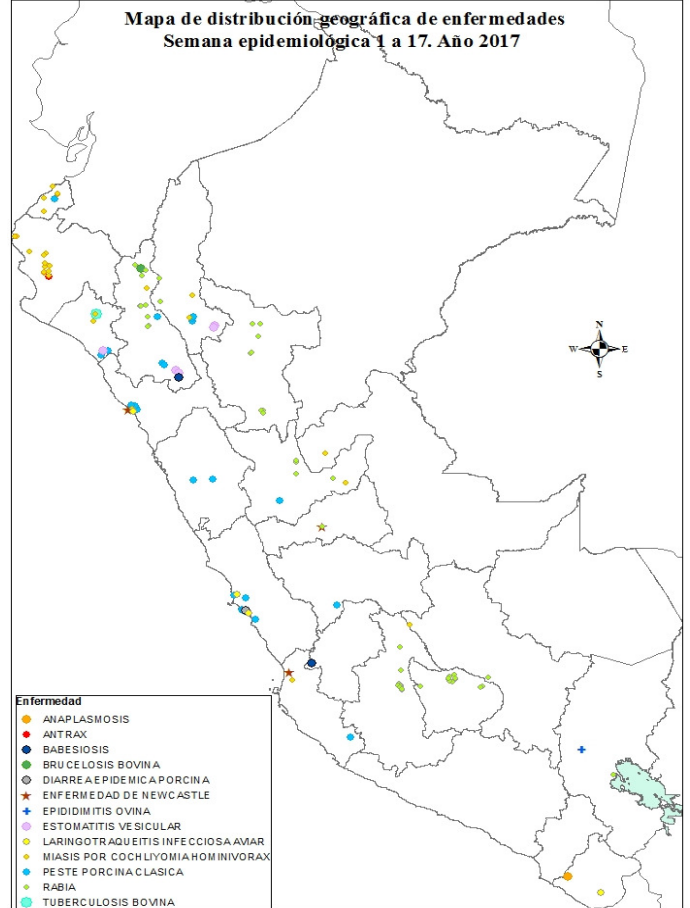 Mapa de distribución geográfica de enfermedades
Semana epidemiológica 1 a 17. Año 2017
N
W E
S
Enfermedad
ANAPLASMOSIS
ANTRAX
BABESIOSIS
BRUCELOSIS BOVINA
DIARREA EPIDEMICA PORCINA
ENFERMEDAD DE NEWCASTLE
EPIDIDIMITIS OVINA
ESTOMATITIS VESICULAR
LARINGOTRAQUEITIS INFECCIOSA AVIAR
MIASIS POR COCHLIYOMIA HOMINIVORAX
PESTE PORCINA CLASICA
RABIA
TUBERCULOSIS BOVINA